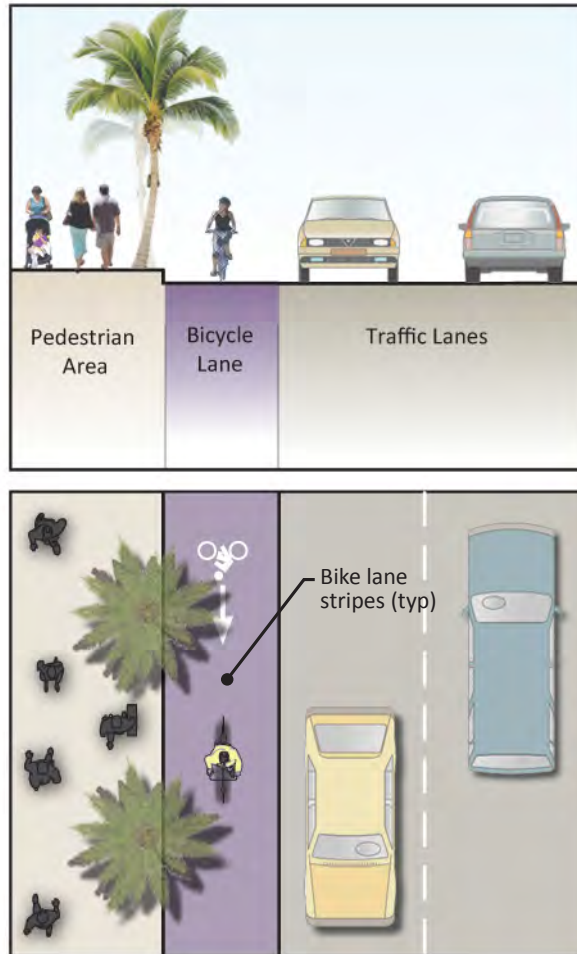 Pedestrian
Area
Bicycle
Lane
Traffic Lanes
Bike lane
stripes (typ)